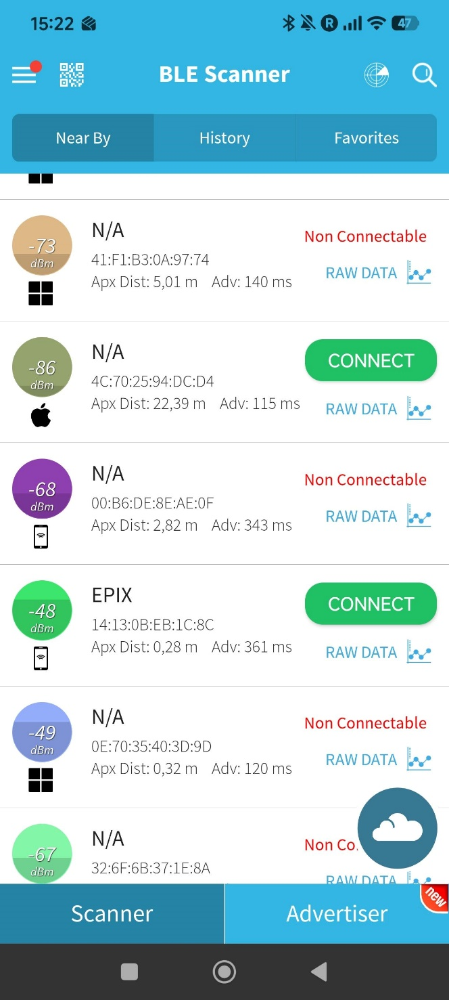 15:22
R
47
BLE Scanner
Near By History Favorites
-73 dBm
N/A
41:F1:B3:0A:97:74
Apx Dist: 5,01 m Adv: 140 ms
Non Connectable
RAW DATA
-86 dBm
N/A
4C:70:25:94:DC:D4
Apx Dist: 22,39 m Adv: 115 ms
CONNECT
RAW DATA
-68 dBm
N/A
00:B6:DE:8E:AE:0F
Apx Dist: 2,82 m Adv: 343 ms
Non Connectable
RAW DATA
-48 dBm
EPIX
14:13:0B:EB:1C:8C
Apx Dist: 0,28 m Adv: 361 ms
CONNECT
RAW DATA
-49 dBm
N/A
0E:70:35:40:3D:9D
Apx Dist: 0,32 m Adv: 120 ms
Non Connectable
RAW DATA
-67 dBm
N/A
32:6F:6B:37:1E:8A
Non Co
RAW DATA
Scanner Advertiser
new